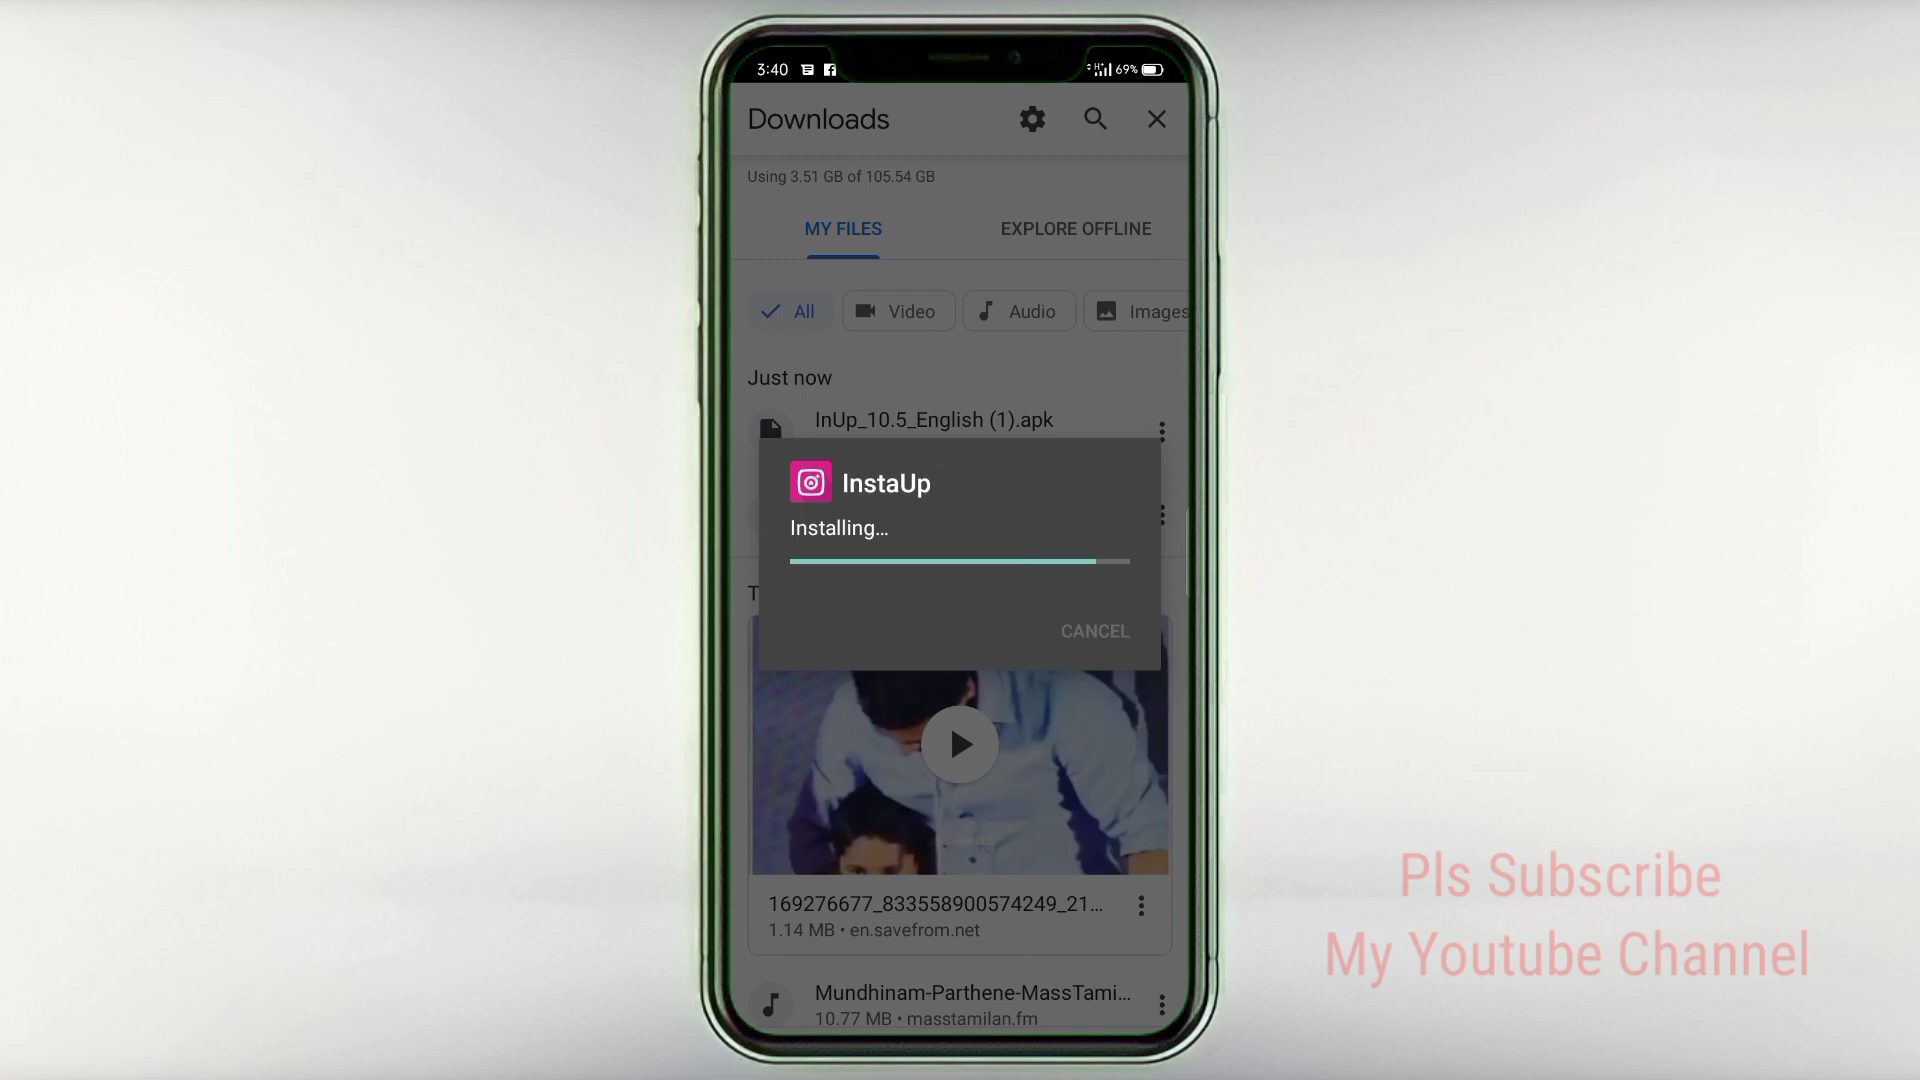 3:40
H+ 69%
Downloads
Using 3.51 GB of 105.54 GB
MY FILES EXPLORE OFFLINE
All Video Audio Images
Just now
InUp_10.5_English (1).apk
InstaUp
Installing...
CANCEL
169276677_833558900574249_21...
1.14 MB • en.savefrom.net
Mundhinam-Parthene-MassTami...
10.77 MB • masstamilan.fm
Pls Subscribe
My Youtube Channel